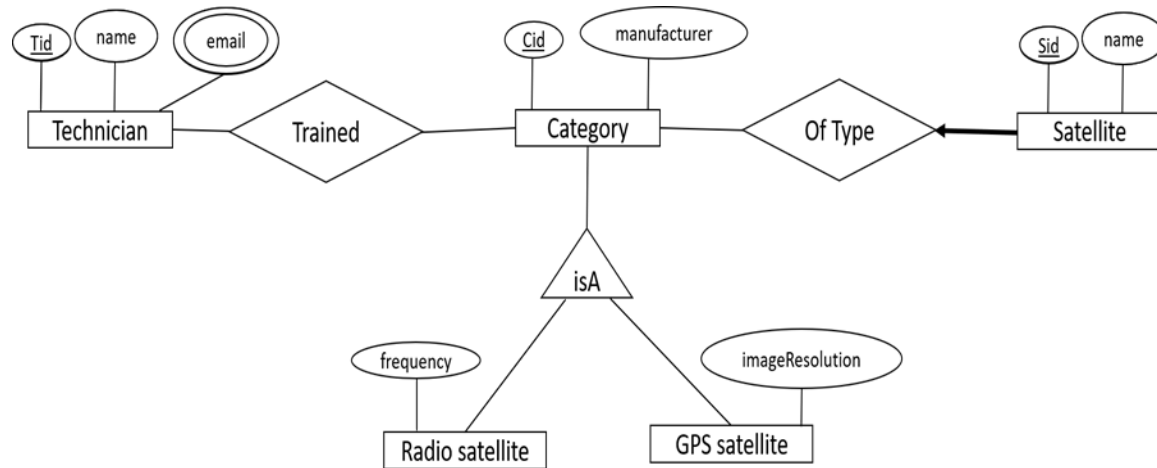 Tid
name
email
Cid
manufacturer
Sid
name
Technician
Trained
Category
Of Type
Satellite
isA
frequency
imageResolution
Radio satellite
GPS satellite